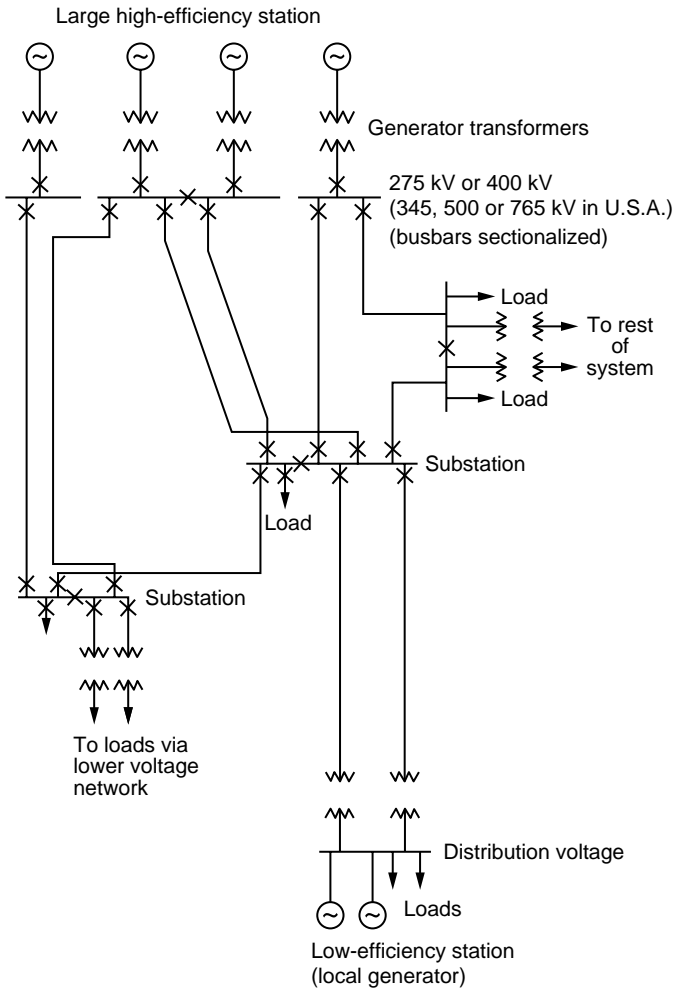 Large high-efficiency station
Generator transformers
275 kV or 400 kV
(345, 500 or 765 kV in U.S.A.)
(busbars sectionalized)
Load
To rest
of
system
Load
Substation
Load
Substation
To loads via
lower voltage
network
Distribution voltage
Loads
Low-efficiency station
(local generator)